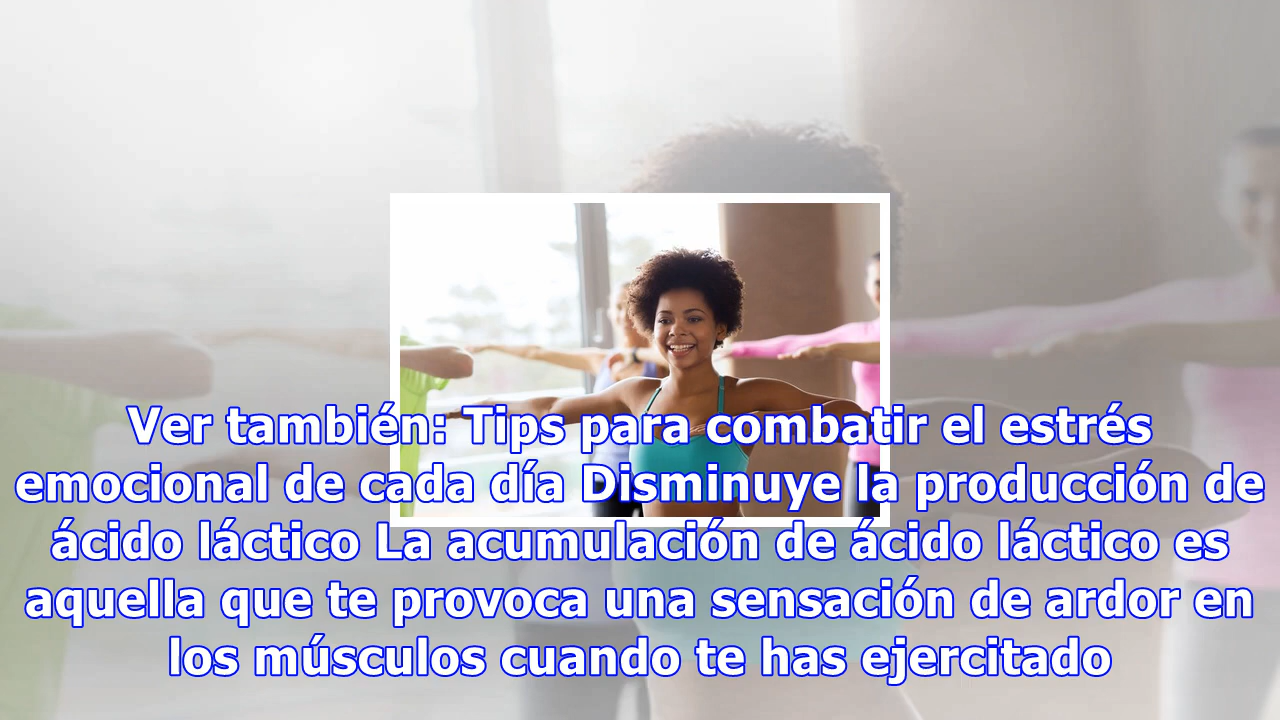 Ver también: Tips para combatir el estrés
emocional de cada día Disminuye la producción de
ácido láctico La acumulación de ácido láctico es
aquella que te provoca una sensación de ardor en
los músculos cuando te has ejercitado